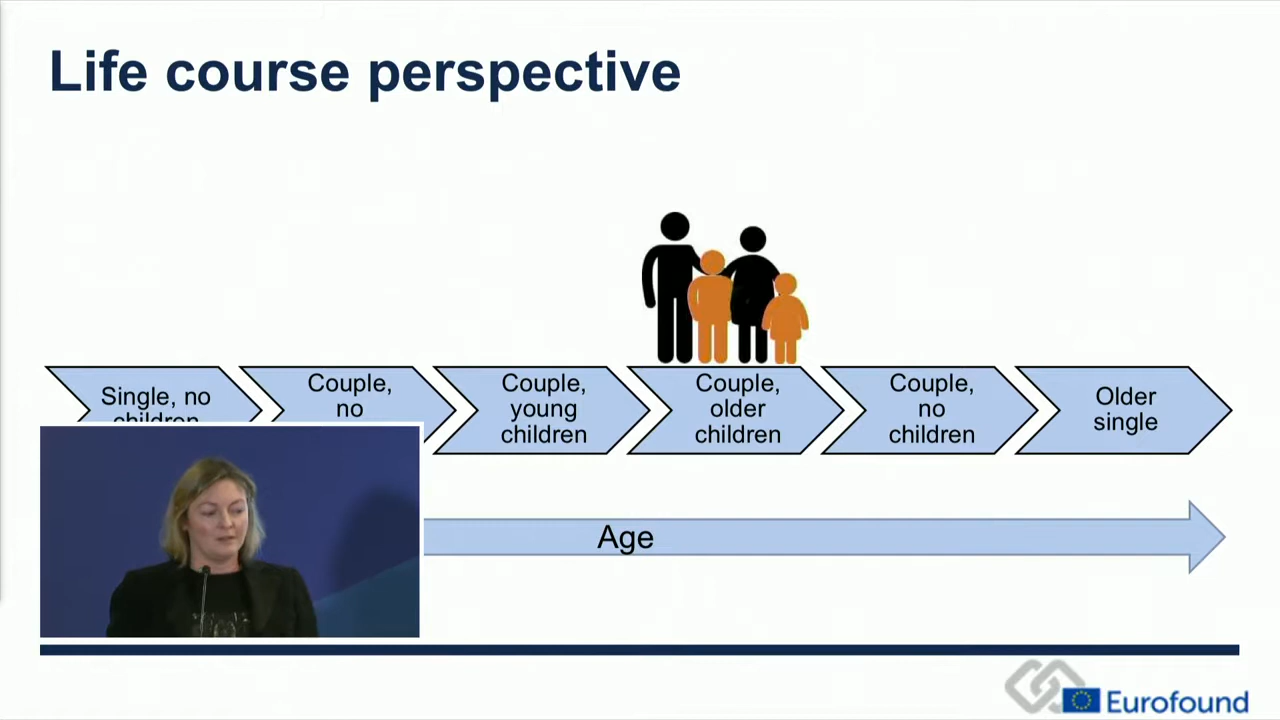 Life course perspective
Single, no
children
Couple,
no
Couple,
young
children
Couple,
older
children
Couple,
no
children
Older
single
Age
Eurofound